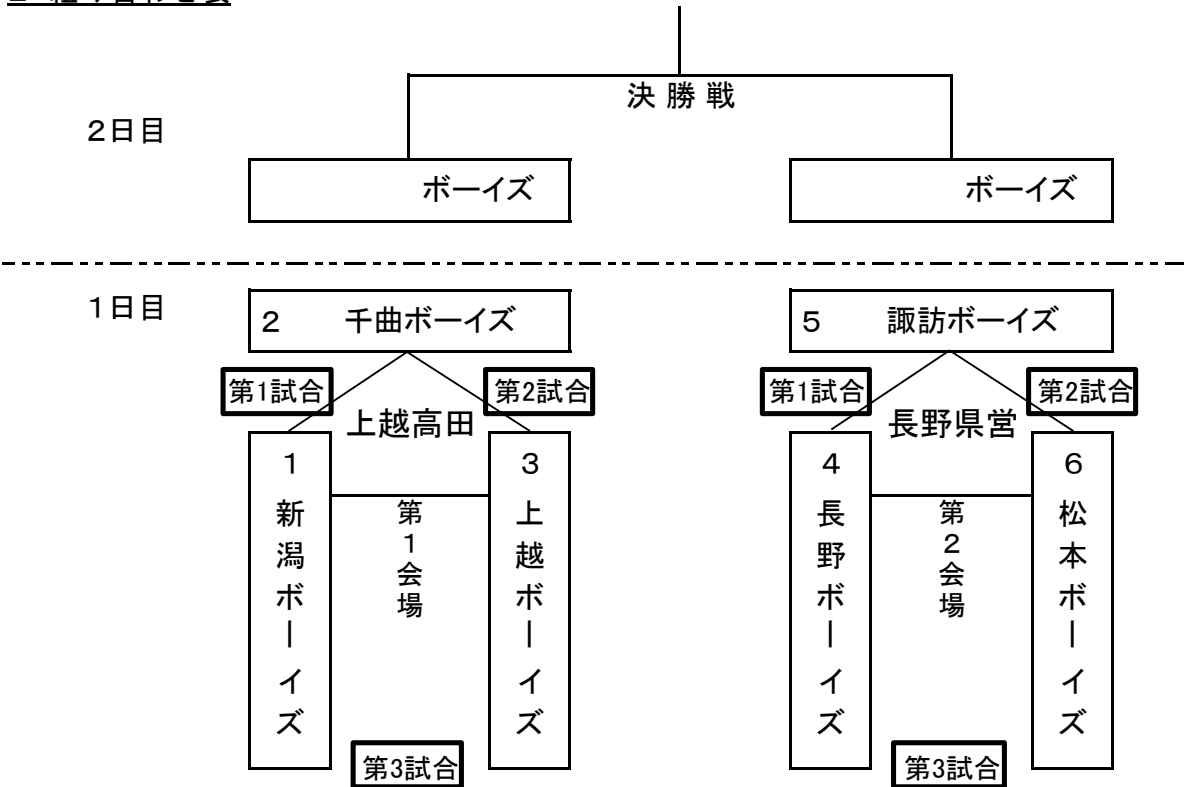 決勝戦
２日目
ボーイズ
ボーイズ
１日目
２ 千曲ボーイズ
５ 諏訪ボーイズ
第1試合
第2試合
第1試合
第2試合
上越高田
長野県営
１新潟ボーイズ
第１会場
３上越ボーイズ
４長野ボーイズ
第２会場
６松本ボーイズ
第3試合
第3試合